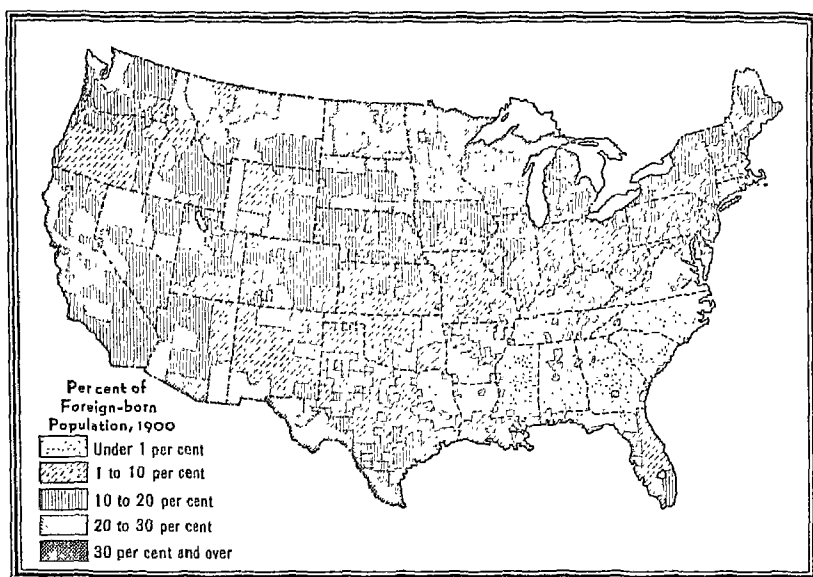 Per cent of
Foreign-born
Population, 1900
Under 1 per cent
1 to 10 per cent
10 to 20 per cent
20 to 30 per cent
30 per cent and over